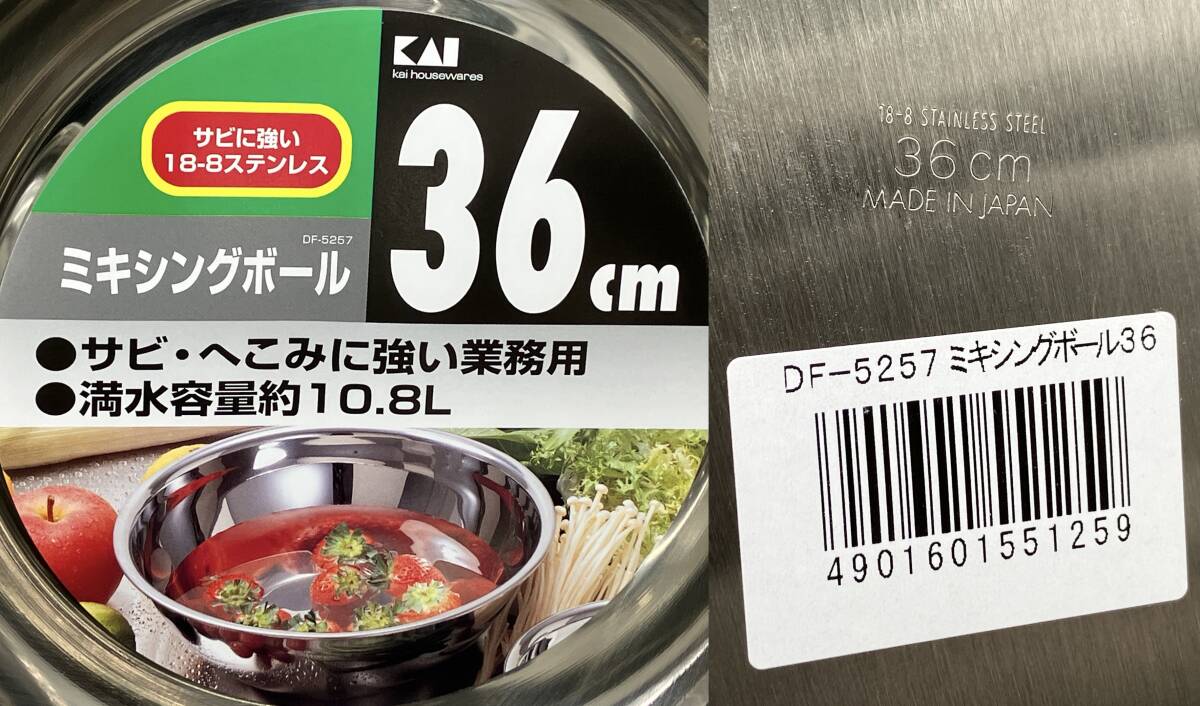 KAI
kai housewares
サビに強い
18-8ステンレス
36cm
DF-5257
ミキシングボール
●サビ・へこみに強い業務用
●満水容量約10.8L
18-8 STAINLESS STEEL
36cm
MADE IN JAPAN
DF-5257 ミキシングボール36
4901601551259